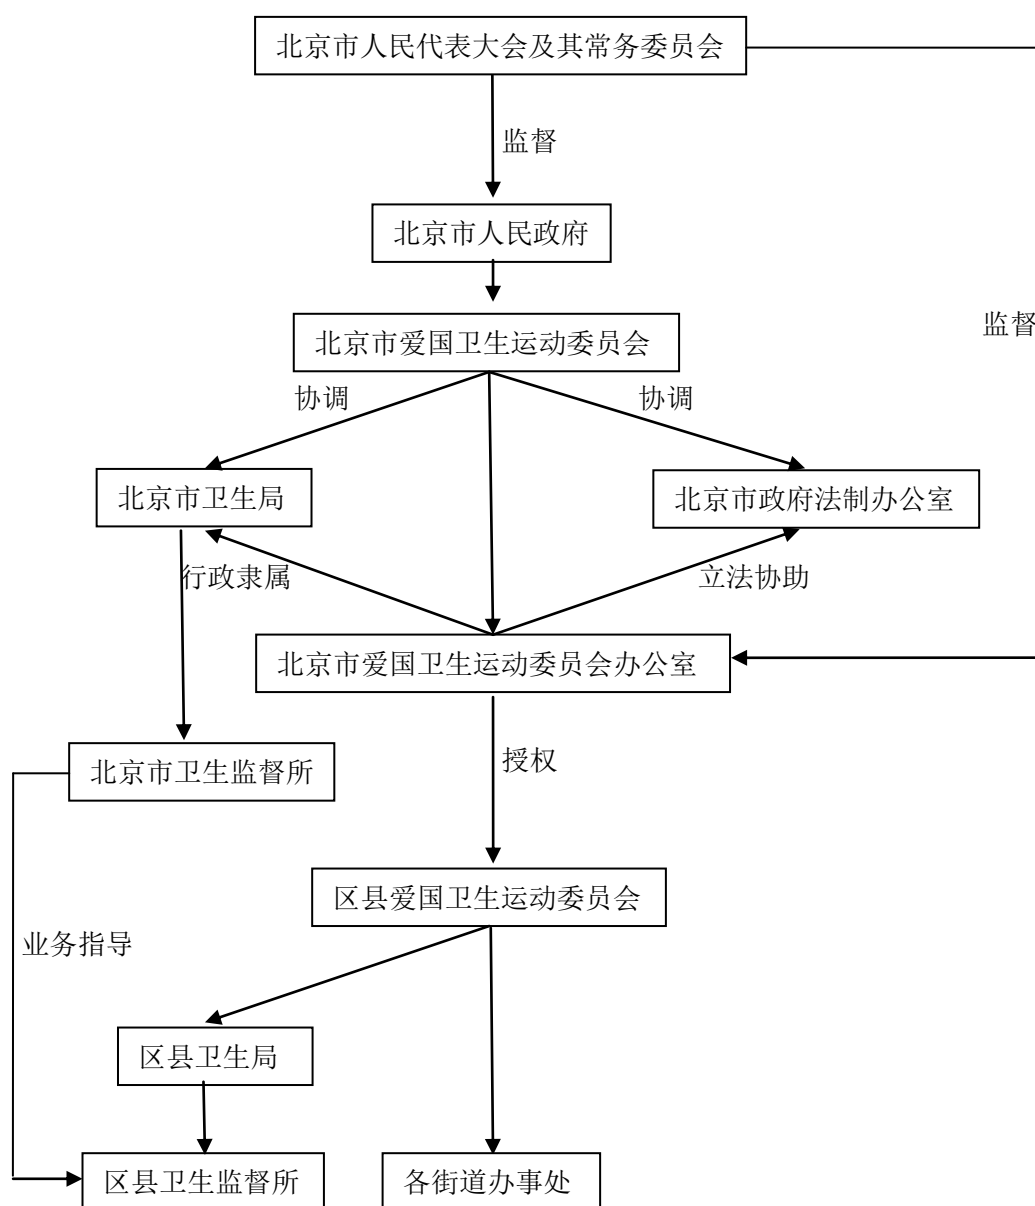 北京市人民代表大会及其常务委员会
监督
北京市人民政府
北京市爱国卫生运动委员会
监督
协调
协调
北京市卫生局
北京市政府法制办公室
行政隶属
立法协助
北京市爱国卫生运动委员会办公室
授权
北京市卫生监督所
区县爱国卫生运动委员会
业务指导
区县卫生局
区县卫生监督所
各街道办事处